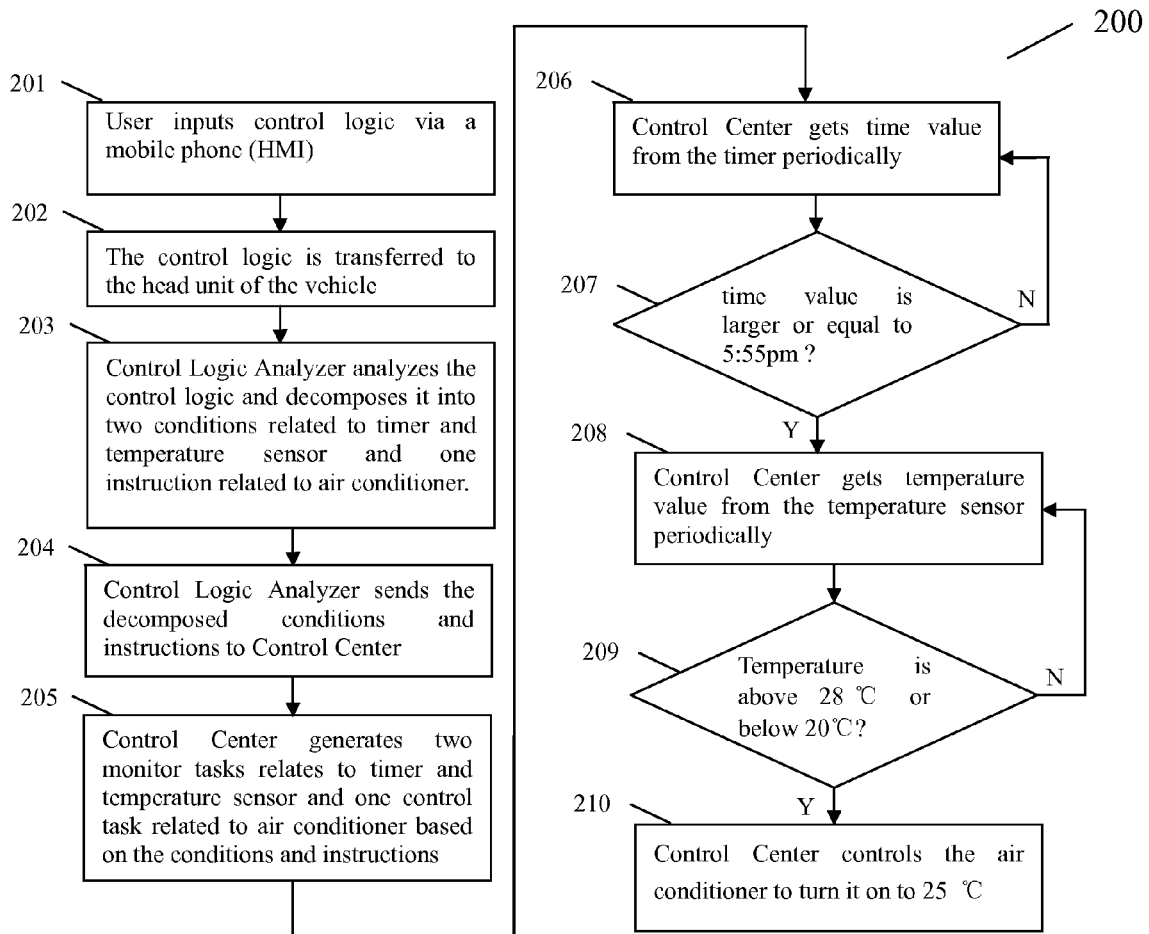 200
201
User inputs control logic via a
mobile phone (HMI)
202
The control logic is transferred to
the head unit of the vehicle
203
Control Logic Analyzer analyzes the
control logic and decomposes it into
two conditions related to timer and
temperature sensor and one
instruction related to air conditioner.
204
Control Logic Analyzer sends the
decomposed conditions and
instructions to Control Center
205
Control Center generates two
monitor tasks relates to timer and
temperature sensor and one control
task related to air conditioner based
on the conditions and instructions
206
Control Center gets time value
from the timer periodically
207
time value is
larger or equal to
5:55pm ?
N
Y
208
Control Center gets temperature
value from the temperature sensor
periodically
209
Temperature is
above 28 ℃ or
below 20℃?
N
Y
210
Control Center controls the air
conditioner to turn it on to 25 ℃